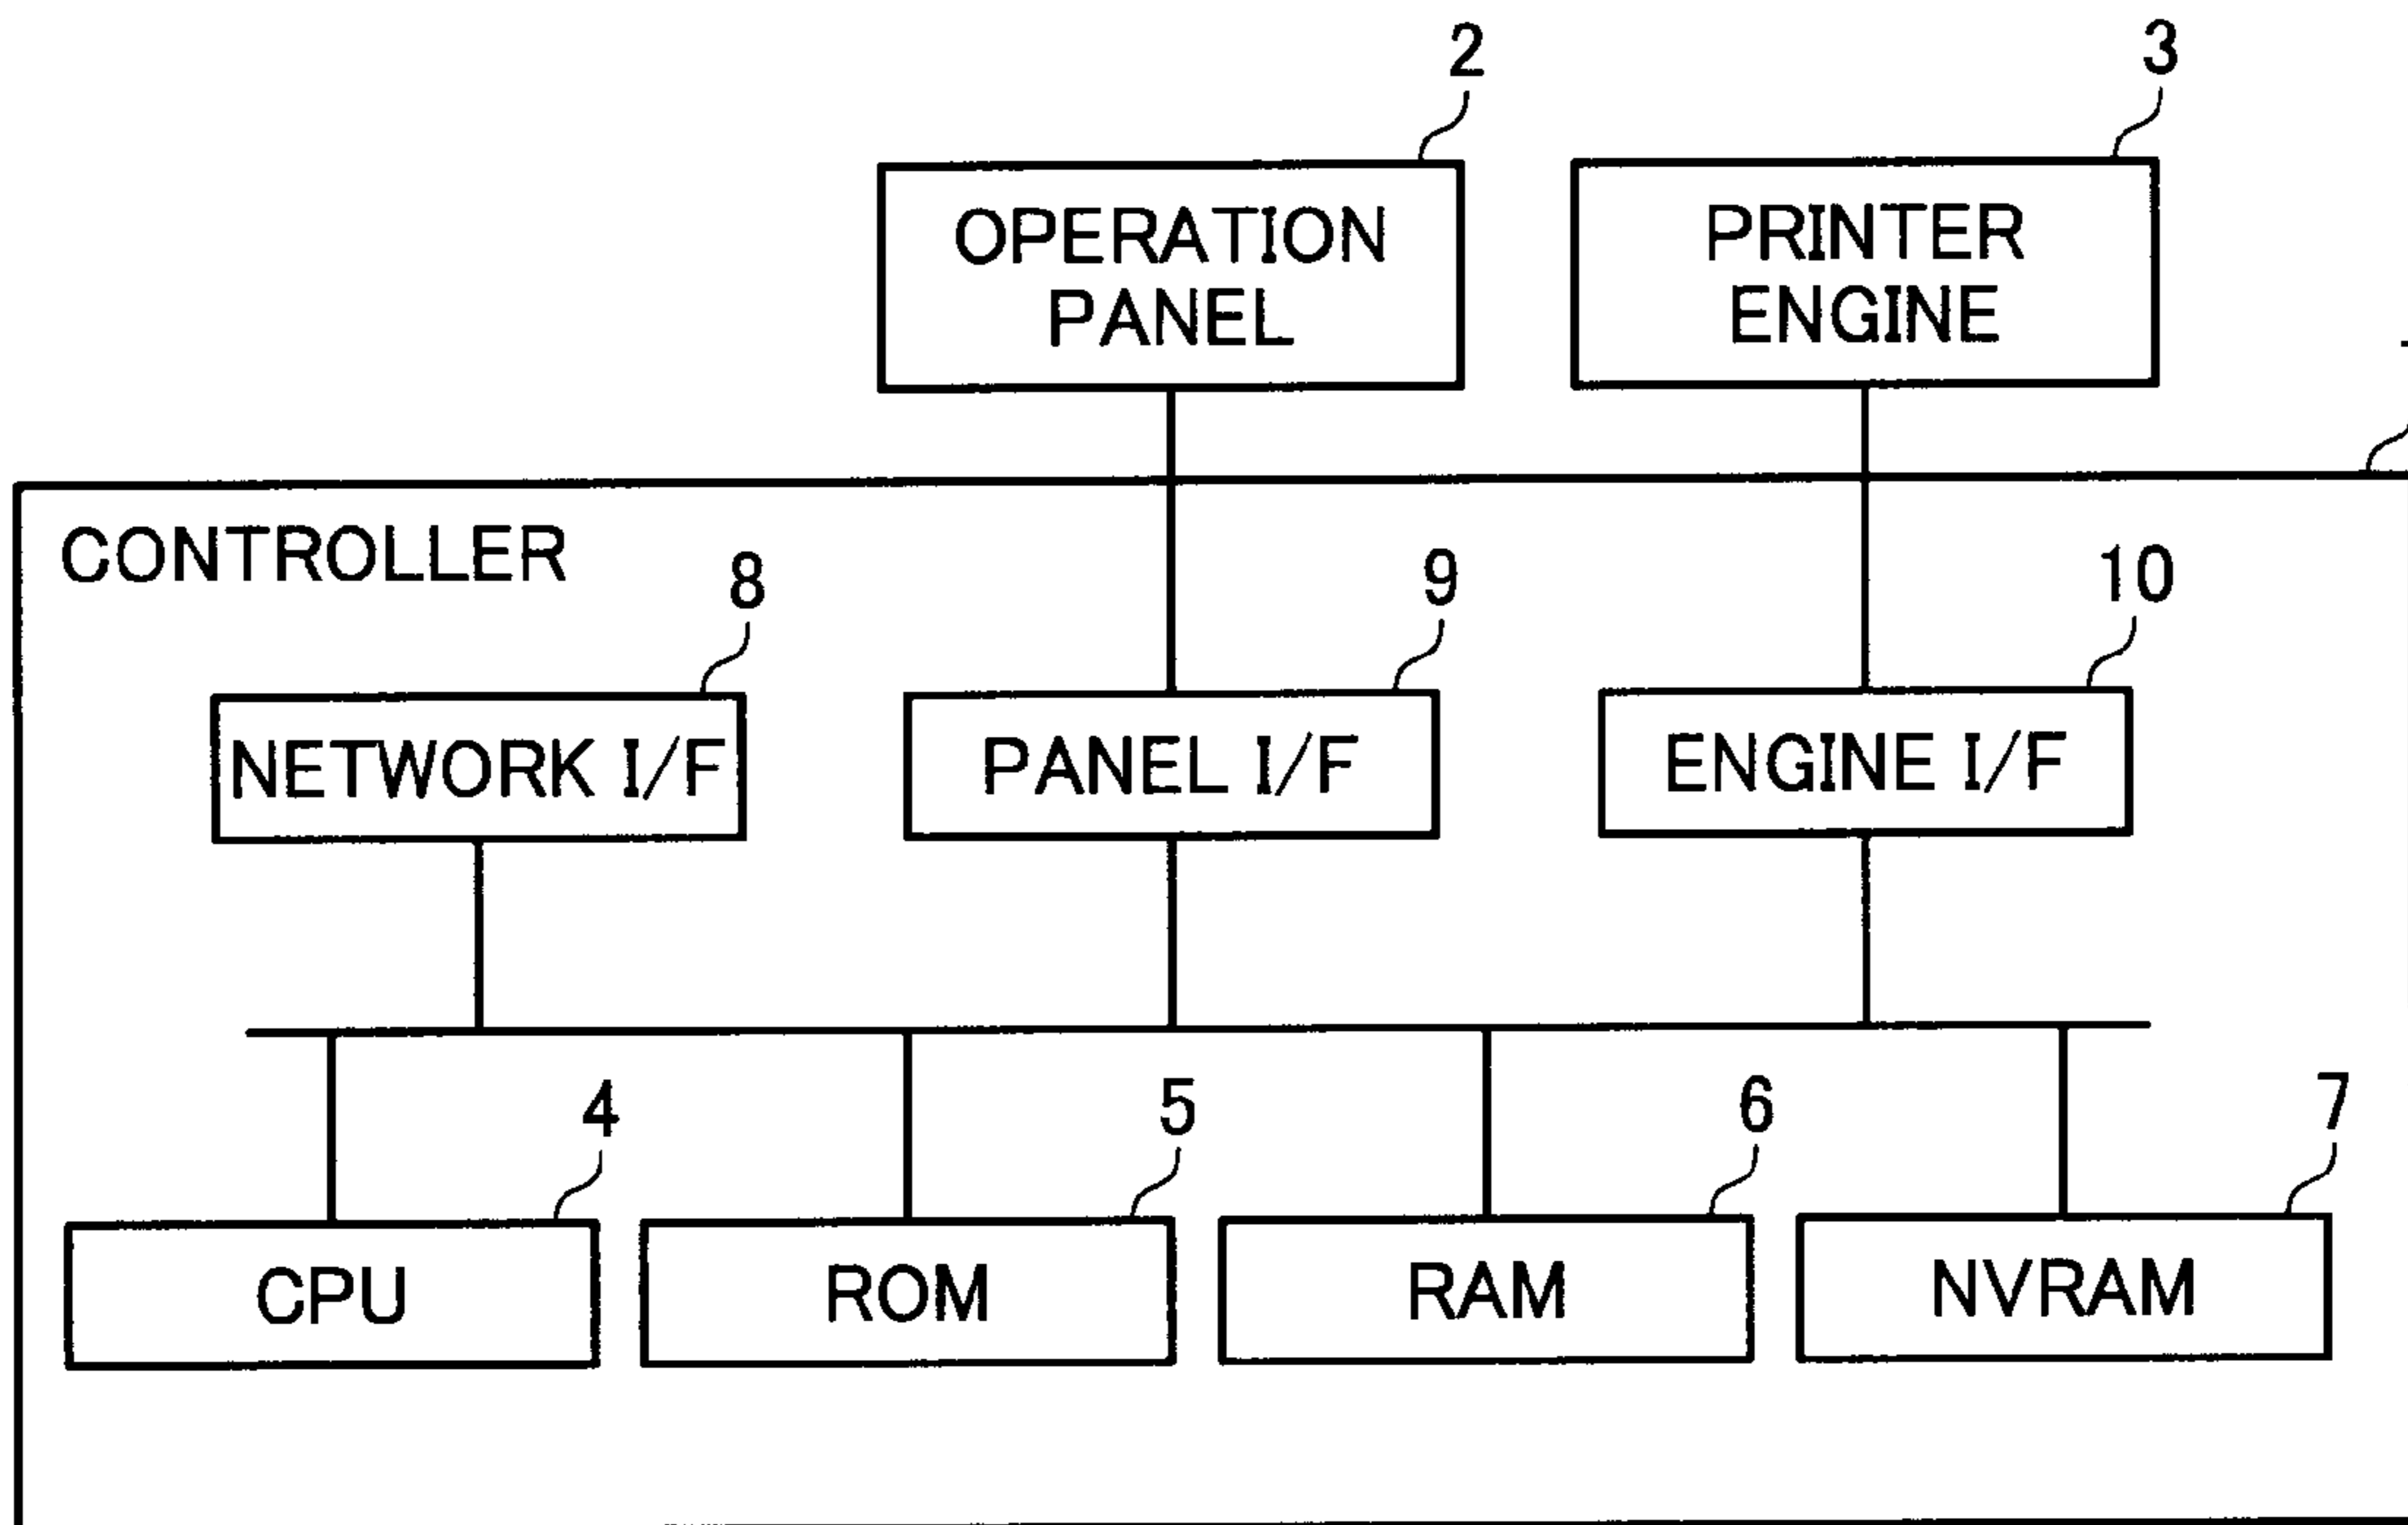 2
3
OPERATION
PANEL
PRINTER
ENGINE
CONTROLLER
8
9
10
NETWORK I/F
PANEL I/F
ENGINE I/F
4
5
6
7
CPU
ROM
RAM
NVRAM